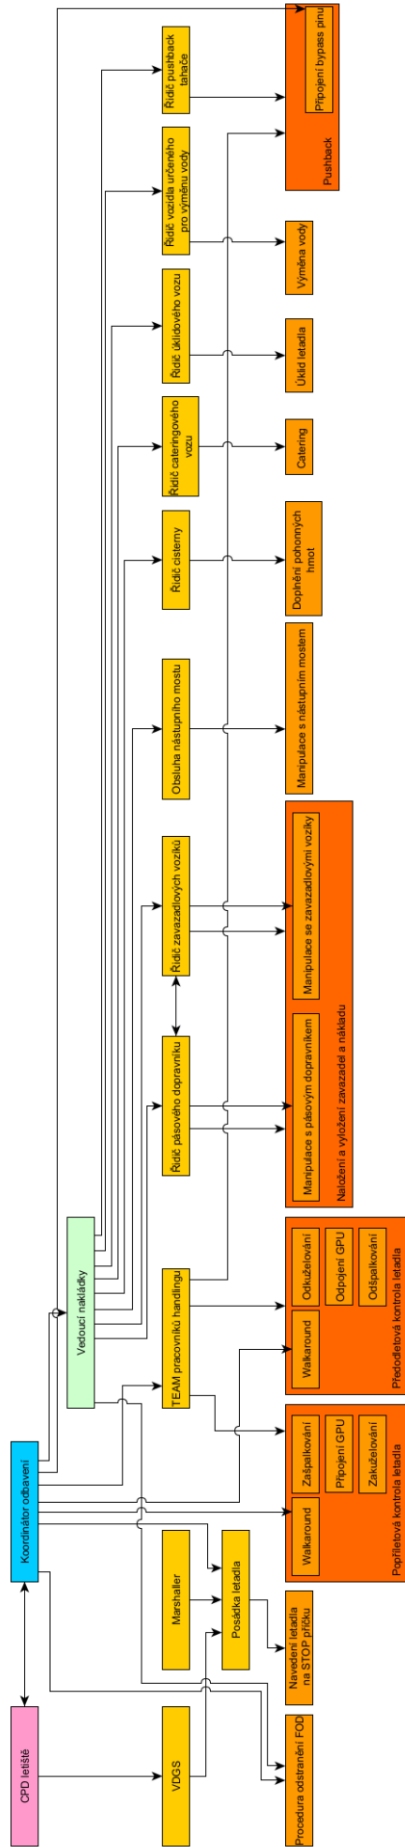 CPD letiště
Koordinátor odbavení
Vedoucí nakládky
VDGS
Marshaller
TEAM pracovníků handlingu
Řidič pásového dopravníku
Řidič zavazadlových vozíků
Obsluha nástupního mostu
Řidič cisterny
Řidič cateringového
vozu
Řidič úklidového vozu
Řidič vozidla určeného
pro výměnu vody
Řidič pushback
tahače
Posádka letadla
Procedura odstranění FOD
Navedení letadla
na STOP příčku
Walkaround
Zašpalkování
Připojení GPU
Zakuželování
Popříletová kontrola letadla
Walkaround
Odkuželování
Odpojení GPU
Odšpalkování
Předodletová kontrola letadla
Manipulace s pásovým dopravníkem
Manipulace se zavazadlovými vozíky
Naložení a vyložení zavazadel a nákladu
Manipulace s nástupním mostem
Doplnění pohonných
hmot
Catering
Úklid letadla
Výměna vody
Připojení bypass pinu
Pushback